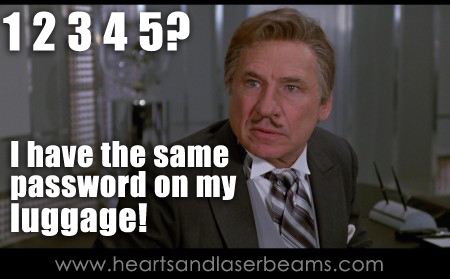 1 2 3 4 5?
I have the same
password on my
luggage!
www.heartsandlaserbeams.com